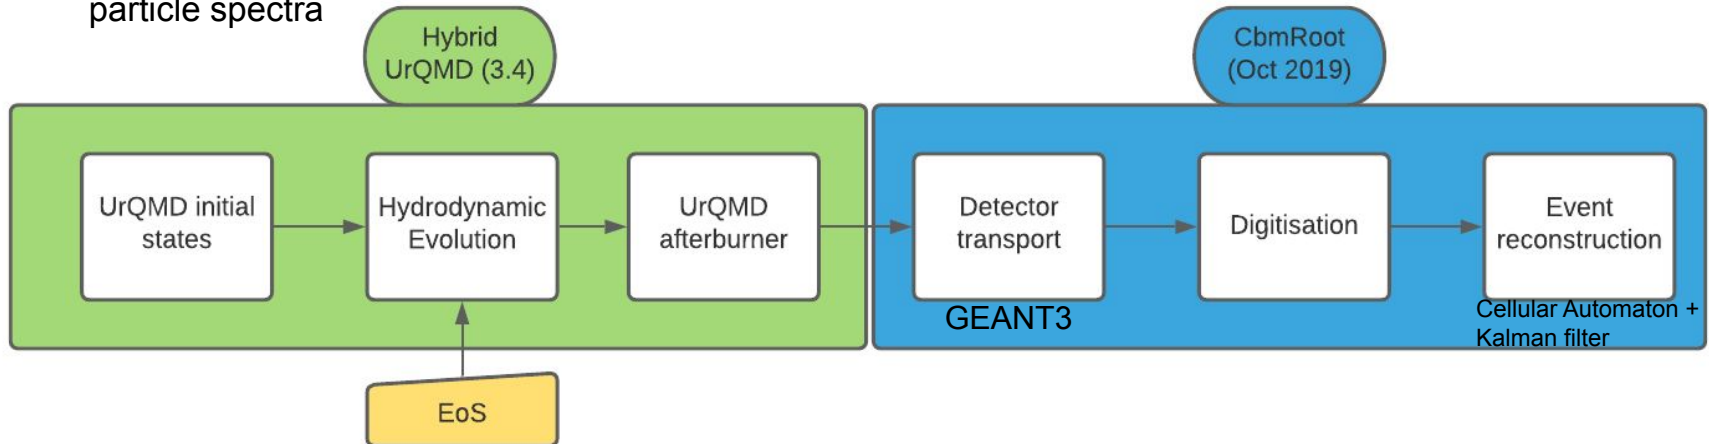 particle spectra
Hybrid
UrQMD (3.4)
CbmRoot
(Oct 2019)
UrQMD initial
states
Hydrodynamic
Evolution
UrQMD
afterburner
Detector
transport
Digitisation
Event
reconstruction
GEANT3
Cellular Automaton +
Kalman filter
EoS